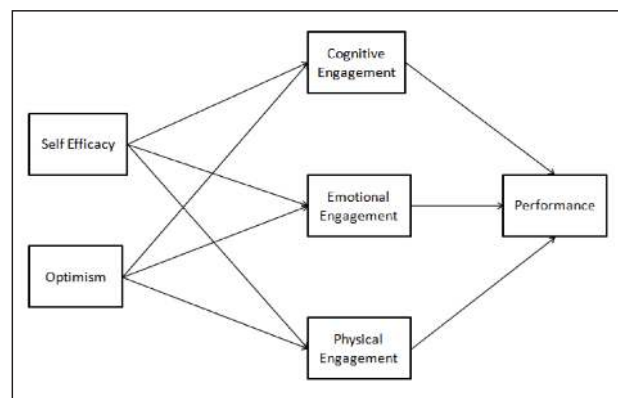 Cognitive
Engagement
Self Efficacy
Emotional
Engagement
Performance
Optimism
Physical
Engagement